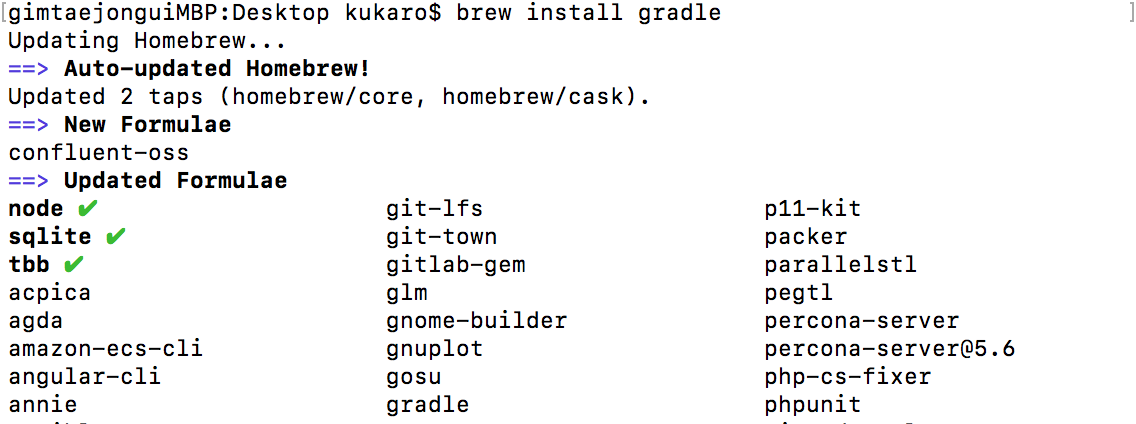 [gimtaejonguiMBP:Desktop kukaro$ brew install gradle ]
Updating Homebrew...
==> Auto-updated Homebrew!
Updated 2 taps (homebrew/core, homebrew/cask).
==> New Formulae
confluent-oss
==> Updated Formulae
node ✔ git-lfs p11-kit
sqlite ✔ git-town packer
tbb ✔ gitlab-gem parallelstl
acpica glm pegtl
agda gnome-builder percona-server
amazon-ecs-cli gnuplot percona-server@5.6
angular-cli gosu php-cs-fixer
annie gradle phpunit